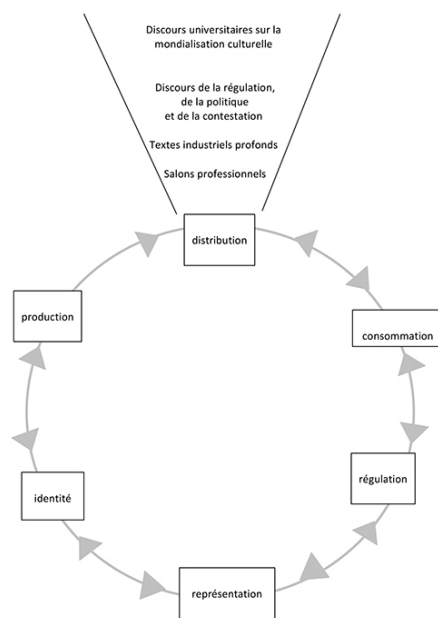 Discours universitaires sur la
mondialisation culturelle
Discours de la régulation,
de la politique
et de la contestation
Textes industriels profonds
Salons professionnels
distribution
production
consommation
identité
régulation
représentation